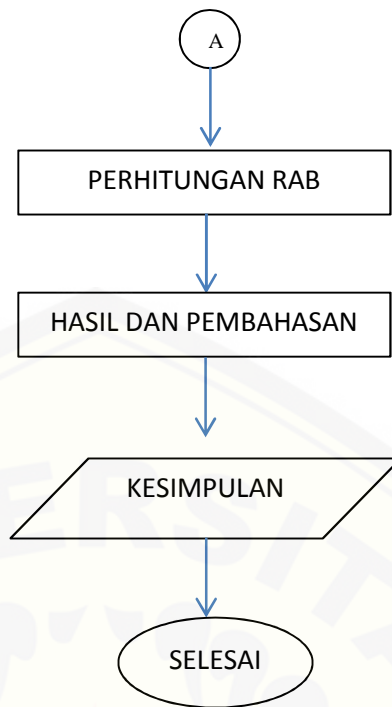 A
PERHITUNGAN RAB
HASIL DAN PEMBAHASAN
KESIMPULAN
SELESAI